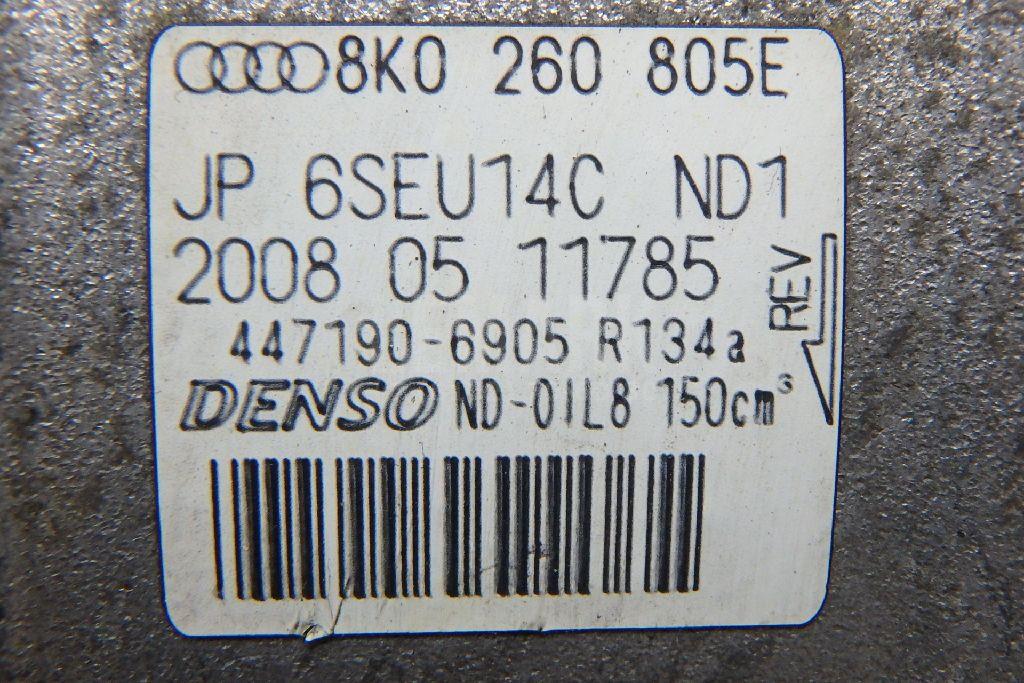 8K0 260 805E
JP 6SEU14C ND1
2008 05 11785
REV
447190-6905 R134a
DENSO ND-OIL8 150cm³